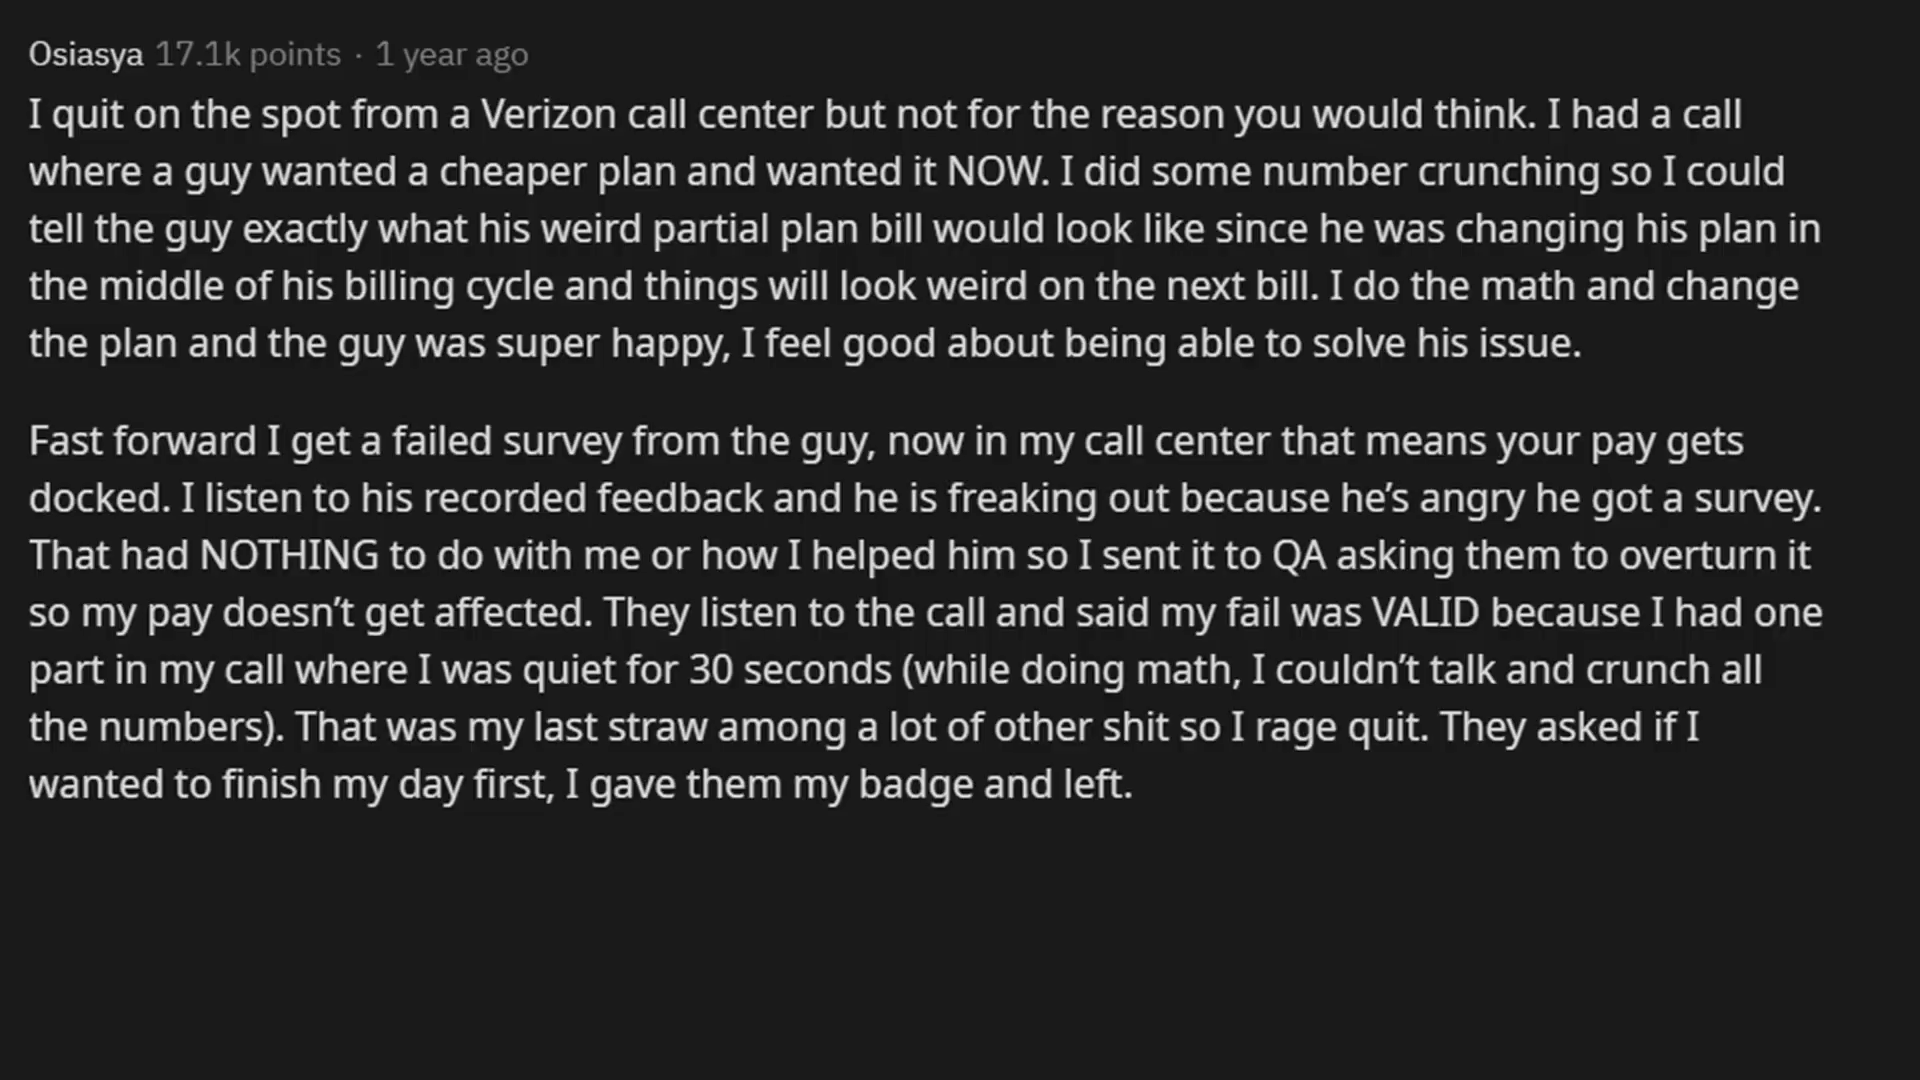 Osiasya 17.1k points · 1 year ago
I quit on the spot from a Verizon call center but not for the reason you would think. I had a call
where a guy wanted a cheaper plan and wanted it NOW. I did some number crunching so I could
tell the guy exactly what his weird partial plan bill would look like since he was changing his plan in
the middle of his billing cycle and things will look weird on the next bill. I do the math and change
the plan and the guy was super happy, I feel good about being able to solve his issue.
Fast forward I get a failed survey from the guy, now in my call center that means your pay gets
docked. I listen to his recorded feedback and he is freaking out because he’s angry he got a survey.
That had NOTHING to do with me or how I helped him so I sent it to QA asking them to overturn it
so my pay doesn’t get affected. They listen to the call and said my fail was VALID because I had one
part in my call where I was quiet for 30 seconds (while doing math, I couldn’t talk and crunch all
the numbers). That was my last straw among a lot of other shit so I rage quit. They asked if I
wanted to finish my day first, I gave them my badge and left.